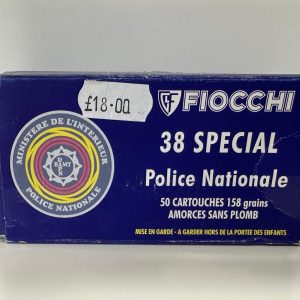 £18.00
GF FIOCCHI
38 SPECIAL
Police Nationale
50 CARTOUCHES 158 grains
AMORCES SANS PLOMB
MISE EN GARDE - A GARDER HORS DE LA PORTEE DES ENFANTS
MINISTERE DE L'INTERIEUR
POLICE NATIONALE